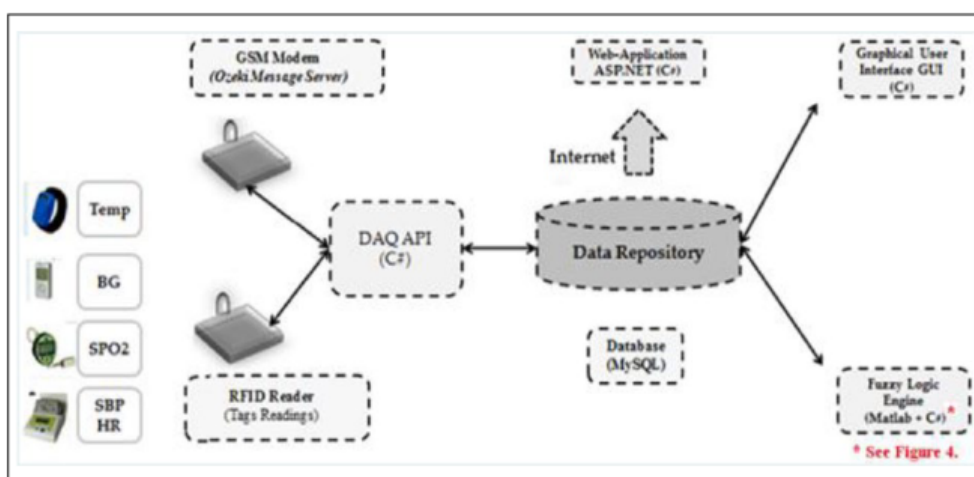 GSM Modem
(Ozeki Message Server)
Web-Application
ASP.NET (C#)
Graphical User
Interface GUI
(C#)
Internet
Temp
BG
SPO2
SBP
HR
DAQ API
(C#)
Data Repository
RFID Reader
(Tags Readings)
Database
(MySQL)
Fuzzy Logic
Engine
(Matlab + C#) *
* See Figure 4.